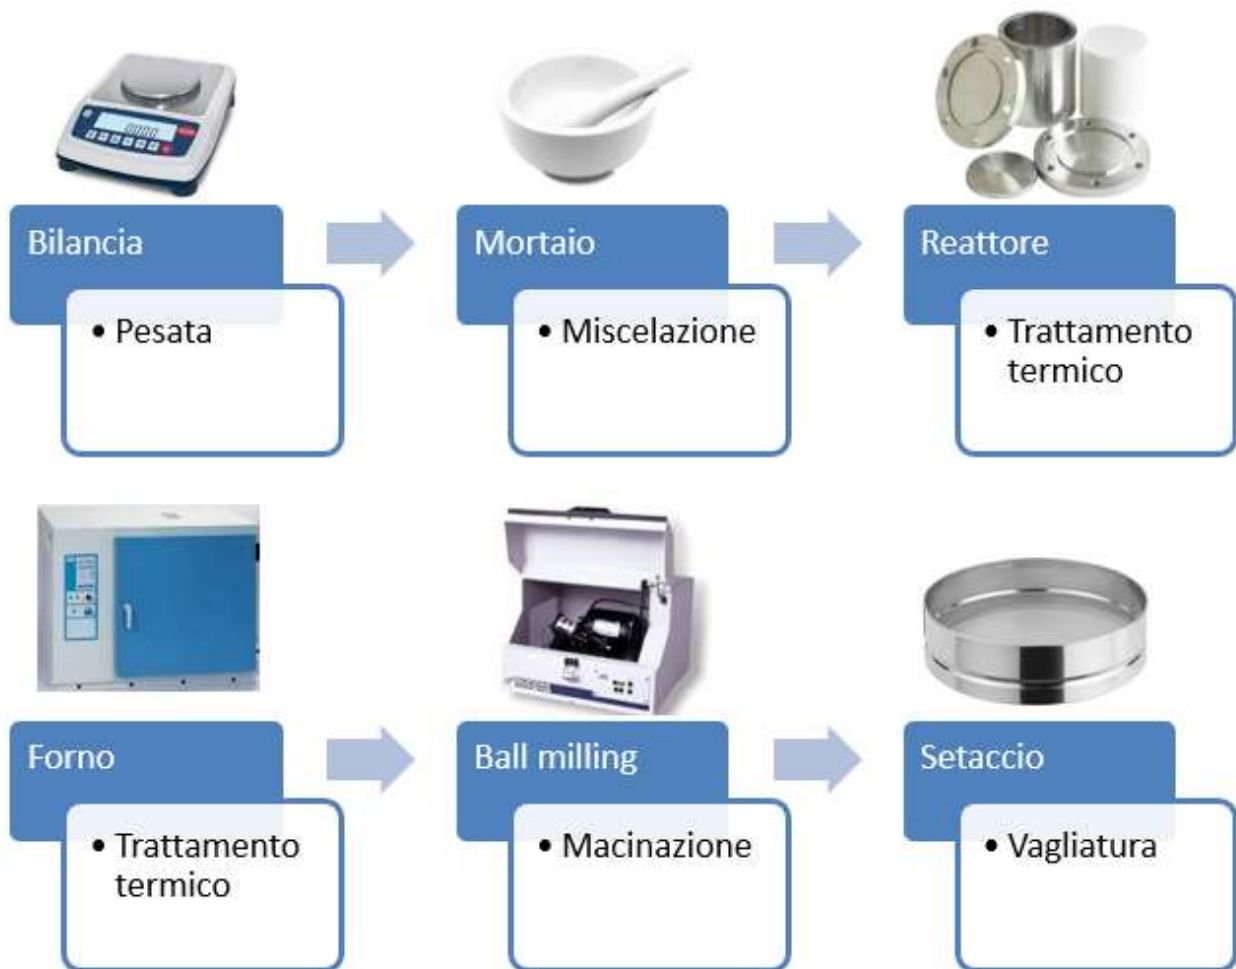 Bilancia
• Pesata
Mortaio
• Miscelazione
Reattore
• Trattamento
termico
Forno
• Trattamento
termico
Ball milling
• Macinazione
Setaccio
• Vagliatura